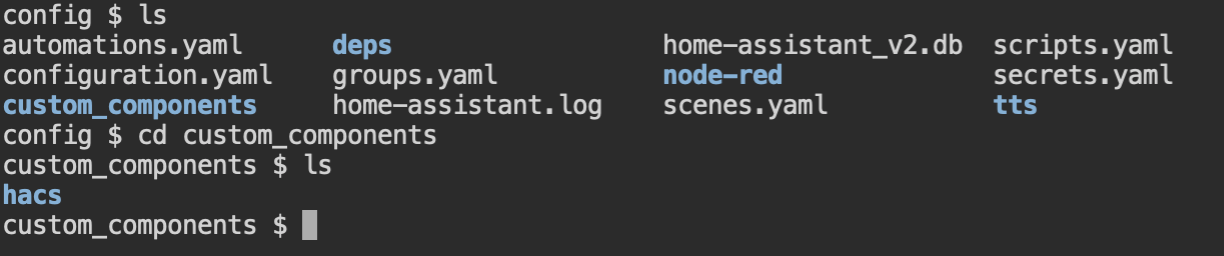 config $ ls
automations.yaml deps home-assistant_v2.db scripts.yaml
configuration.yaml groups.yaml node-red secrets.yaml
custom_components home-assistant.log scenes.yaml tts
config $ cd custom_components
custom_components $ ls
hacs
custom_components $